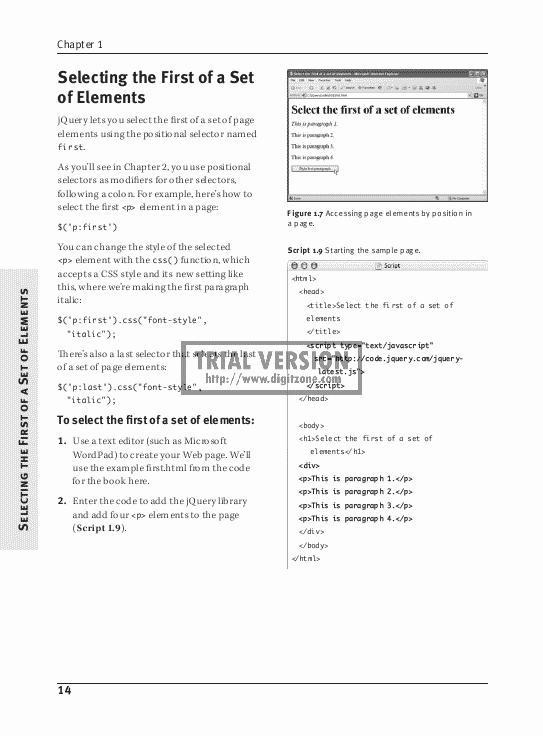 Chapter 1
Selecting the First of a Set
of Elements
jQuery lets you select the first of a set of page
elements using the positional selector named
first.
As you'll see in Chapter 2, you use positional
selectors as modifiers for other selectors,
following a colon. For example, here's how to
select the first <p> element in a page:
$('p:first')
You can change the style of the selected
<p> element with the css() function, which
accepts a CSS style and its new setting like
this, where we're making the first paragraph
italic:
$('p:first').css("font-style",
"italic");
There's also a last selector that selects the last
of a set of page elements:
$('p:last').css("font-style",
"italic");
To select the first of a set of elements:
1. Use a text editor (such as Microsoft
WordPad) to create your Web page. We'll
use the example first.html from the code
for the book here.
2. Enter the code to add the jQuery library
and add four <p> elements to the page
(Script 1.9).
Select the first of a set of elements
This is paragraph 1.
This is paragraph 2.
This is paragraph 3.
This is paragraph 4.
Style first paragraph
Figure 1.7 Accessing page elements by position in
a page.
Script 1.9 Starting the sample page.
Script
<html>
<head>
<title>Select the first of a set of
elements
</title>
<script type="text/javascript"
src="http://code.jquery.com/jquery-
latest.js">
</script>
</head>
<body>
<h1>Select the first of a set of
elements</h1>
<div>
<p>This is paragraph 1.</p>
<p>This is paragraph 2.</p>
<p>This is paragraph 3.</p>
<p>This is paragraph 4.</p>
</div>
</body>
</html>
TRIAL VERSION
http://www.digitzone.com
Selecting the First of a Set of Elements
14